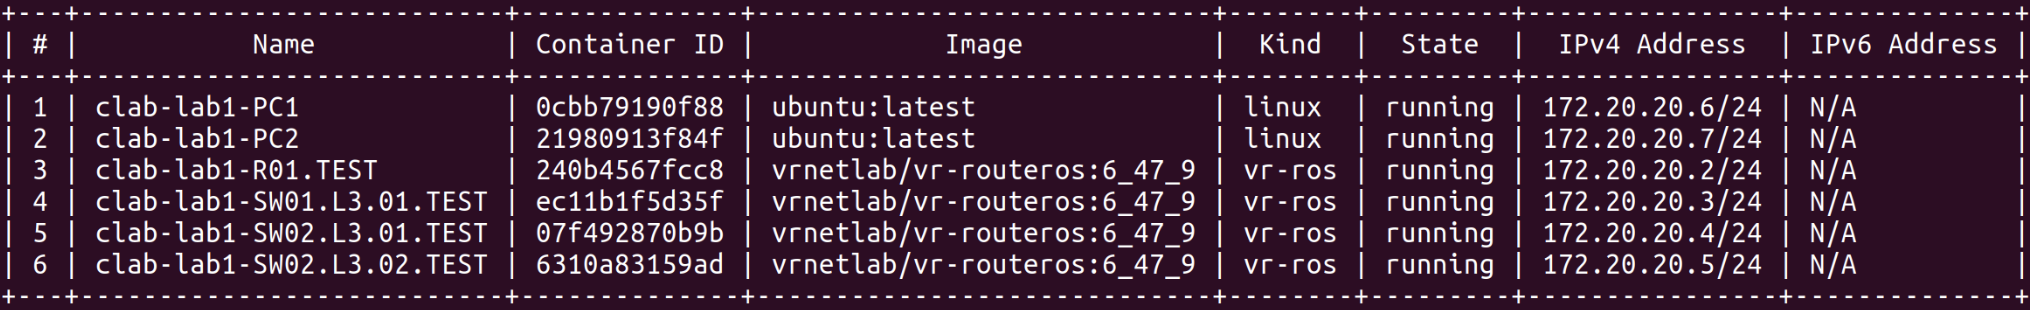 +---+---------------------------+--------------+-----------------------------+--------+---------+----------------+--------------+
| # |           Name            | Container ID |            Image            |  Kind  |  State  |  IPv4 Address  | IPv6 Address |
+---+---------------------------+--------------+-----------------------------+--------+---------+----------------+--------------+
| 1 | clab-lab1-PC1             | 0cbb79190f88 | ubuntu:latest               | linux  | running | 172.20.20.6/24 | N/A          |
| 2 | clab-lab1-PC2             | 21980913f84f | ubuntu:latest               | linux  | running | 172.20.20.7/24 | N/A          |
| 3 | clab-lab1-R01.TEST        | 240b4567fcc8 | vrnetlab/vr-routeros:6_47_9 | vr-ros | running | 172.20.20.2/24 | N/A          |
| 4 | clab-lab1-SW01.L3.01.TEST | ec11b1f5d35f | vrnetlab/vr-routeros:6_47_9 | vr-ros | running | 172.20.20.3/24 | N/A          |
| 5 | clab-lab1-SW02.L3.01.TEST | 07f492870b9b | vrnetlab/vr-routeros:6_47_9 | vr-ros | running | 172.20.20.4/24 | N/A          |
| 6 | clab-lab1-SW02.L3.02.TEST | 6310a83159ad | vrnetlab/vr-routeros:6_47_9 | vr-ros | running | 172.20.20.5/24 | N/A          |
+---+---------------------------+--------------+-----------------------------+--------+---------+----------------+--------------+